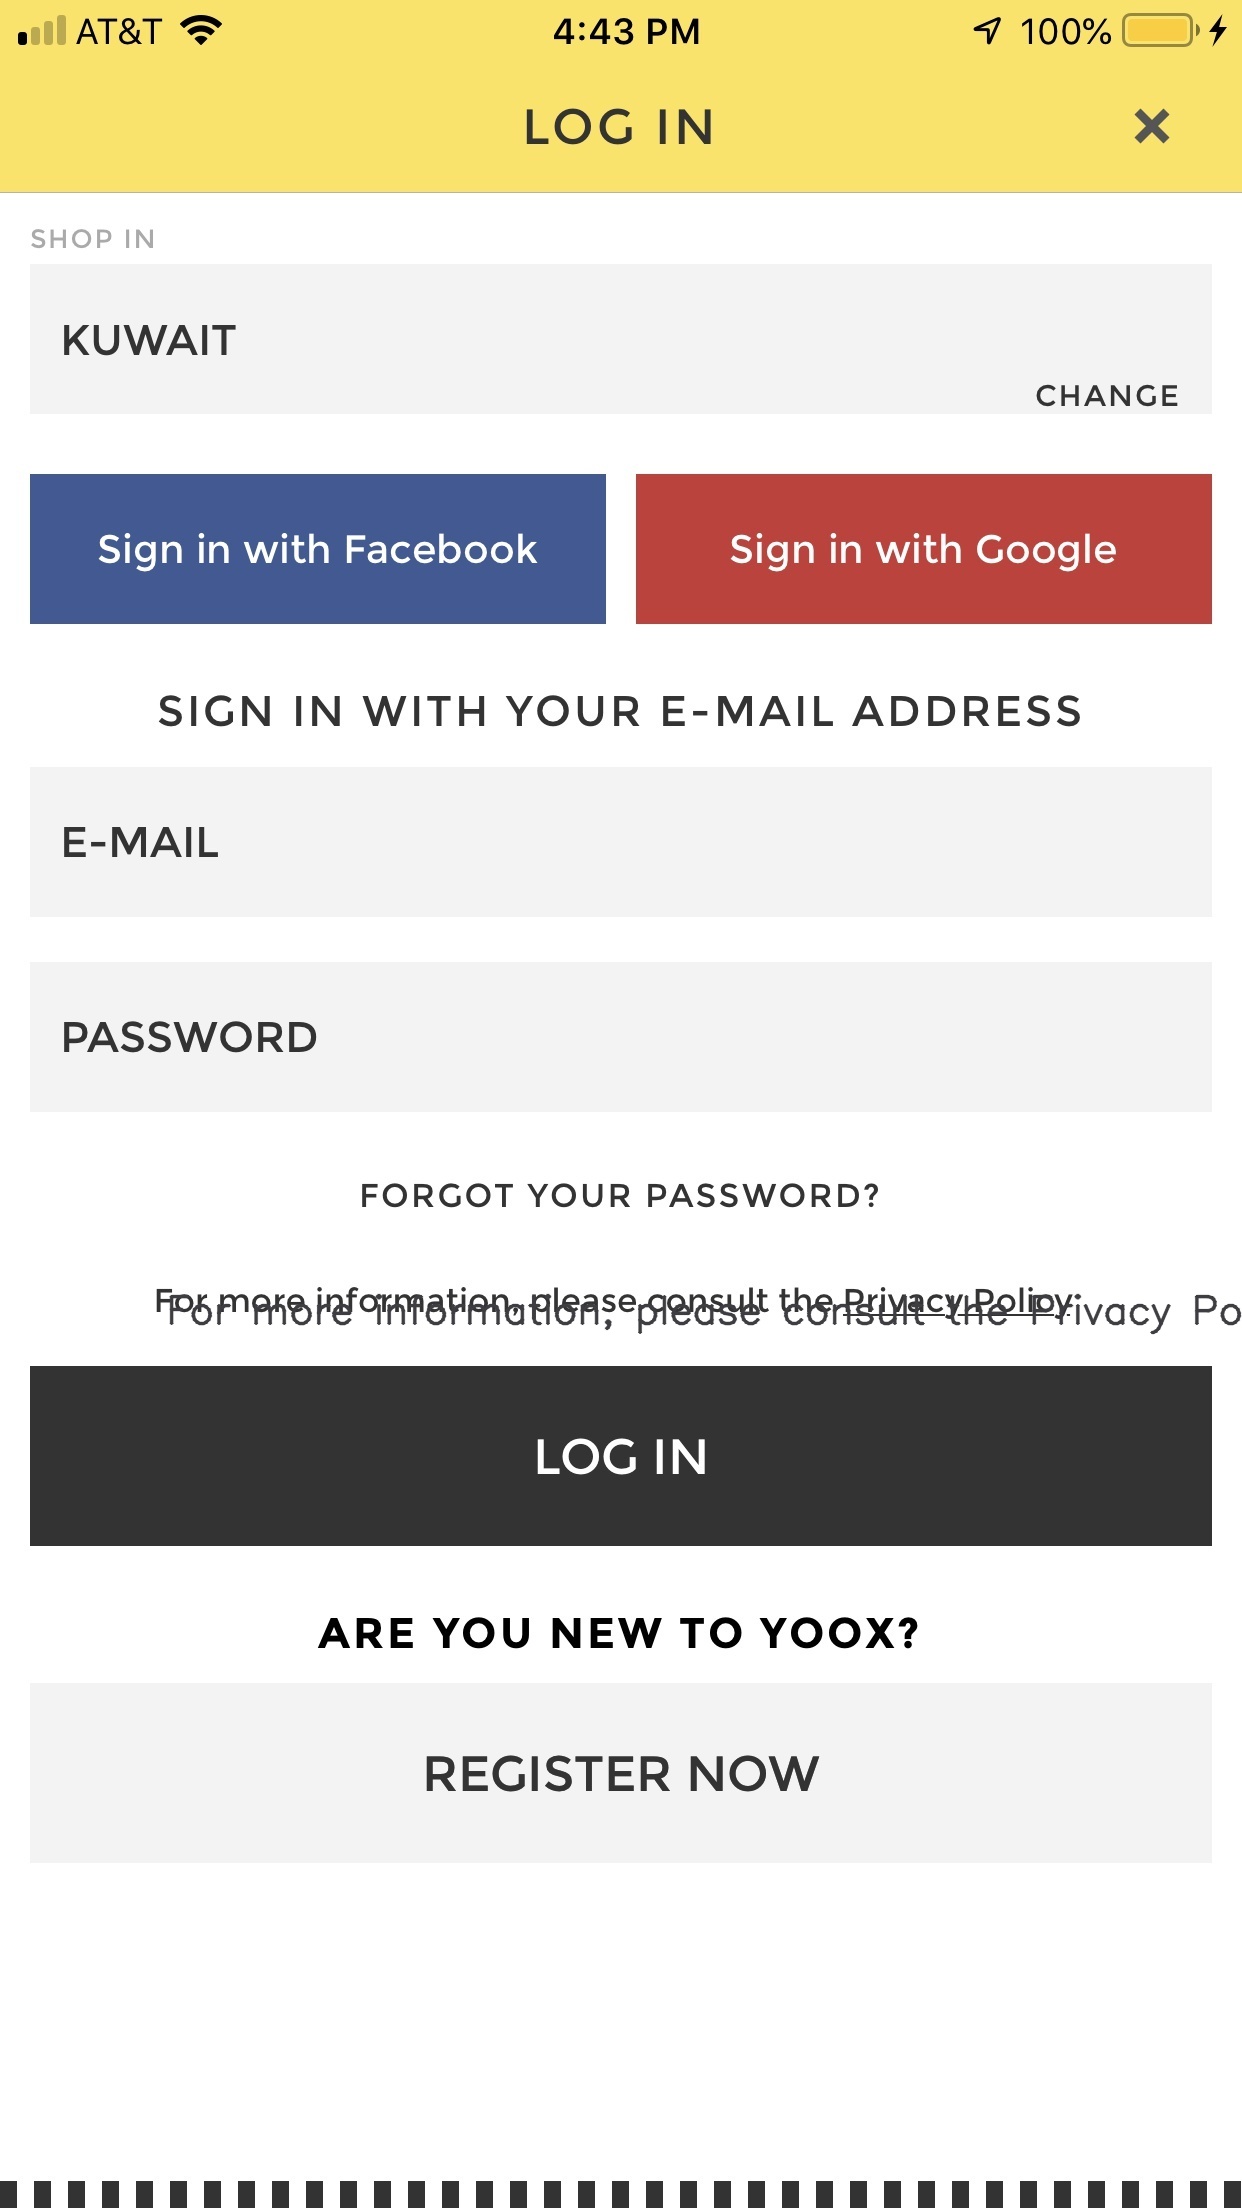 AT&T 4:43 PM 100%
LOG IN
SHOP IN
KUWAIT
CHANGE
Sign in with Facebook Sign in with Google
SIGN IN WITH YOUR E-MAIL ADDRESS
E-MAIL
PASSWORD
FORGOT YOUR PASSWORD?
For more information, please consult the Privacy Policy.
For more information, please consult the Privacy Po
LOG IN
ARE YOU NEW TO YOOX?
REGISTER NOW